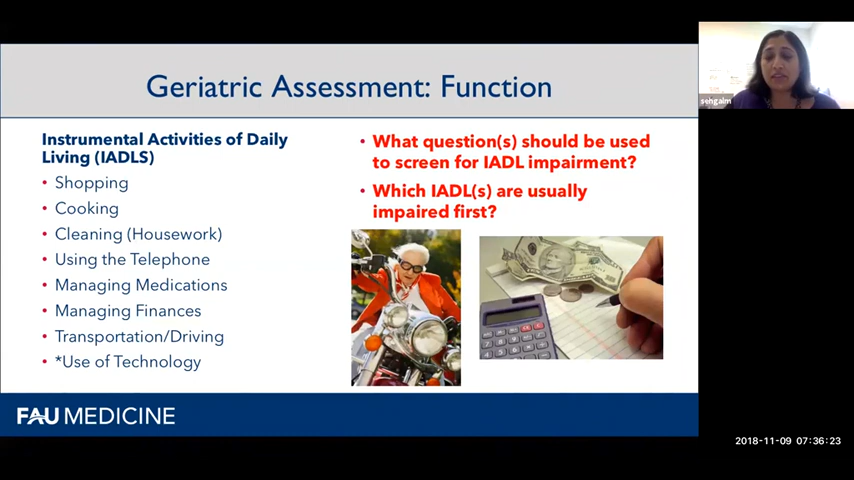 Geriatric Assessment: Function
Instrumental Activities of Daily
Living (IADLS)
• Shopping
• Cooking
• Cleaning (Housework)
• Using the Telephone
• Managing Medications
• Managing Finances
• Transportation/Driving
• *Use of Technology
• What question(s) should be used
to screen for IADL impairment?
• Which IADL(s) are usually
impaired first?
FAU MEDICINE
sehgalm
2018-11-09 07:36:23